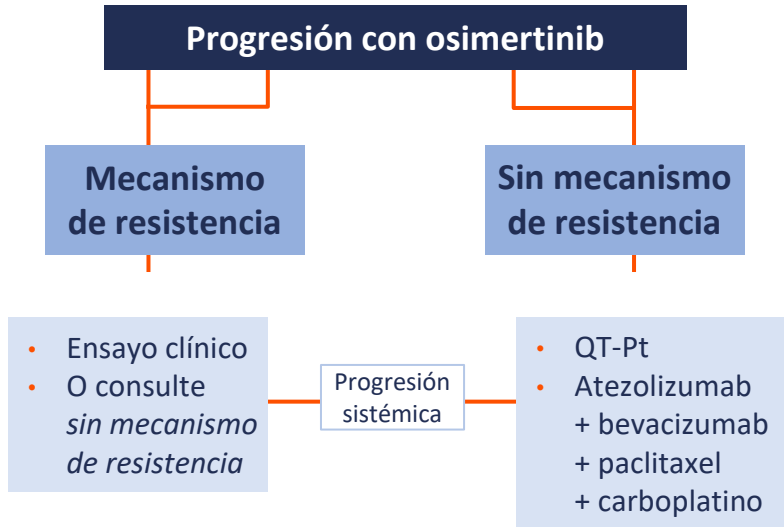 Progresión con osimertinib
Mecanismo
de resistencia
Sin mecanismo
de resistencia
• Ensayo clínico
• O consulte
sin mecanismo
de resistencia
Progresión
sistémica
• QT-Pt
• Atezolizumab
+ bevacizumab
+ paclitaxel
+ carboplatino